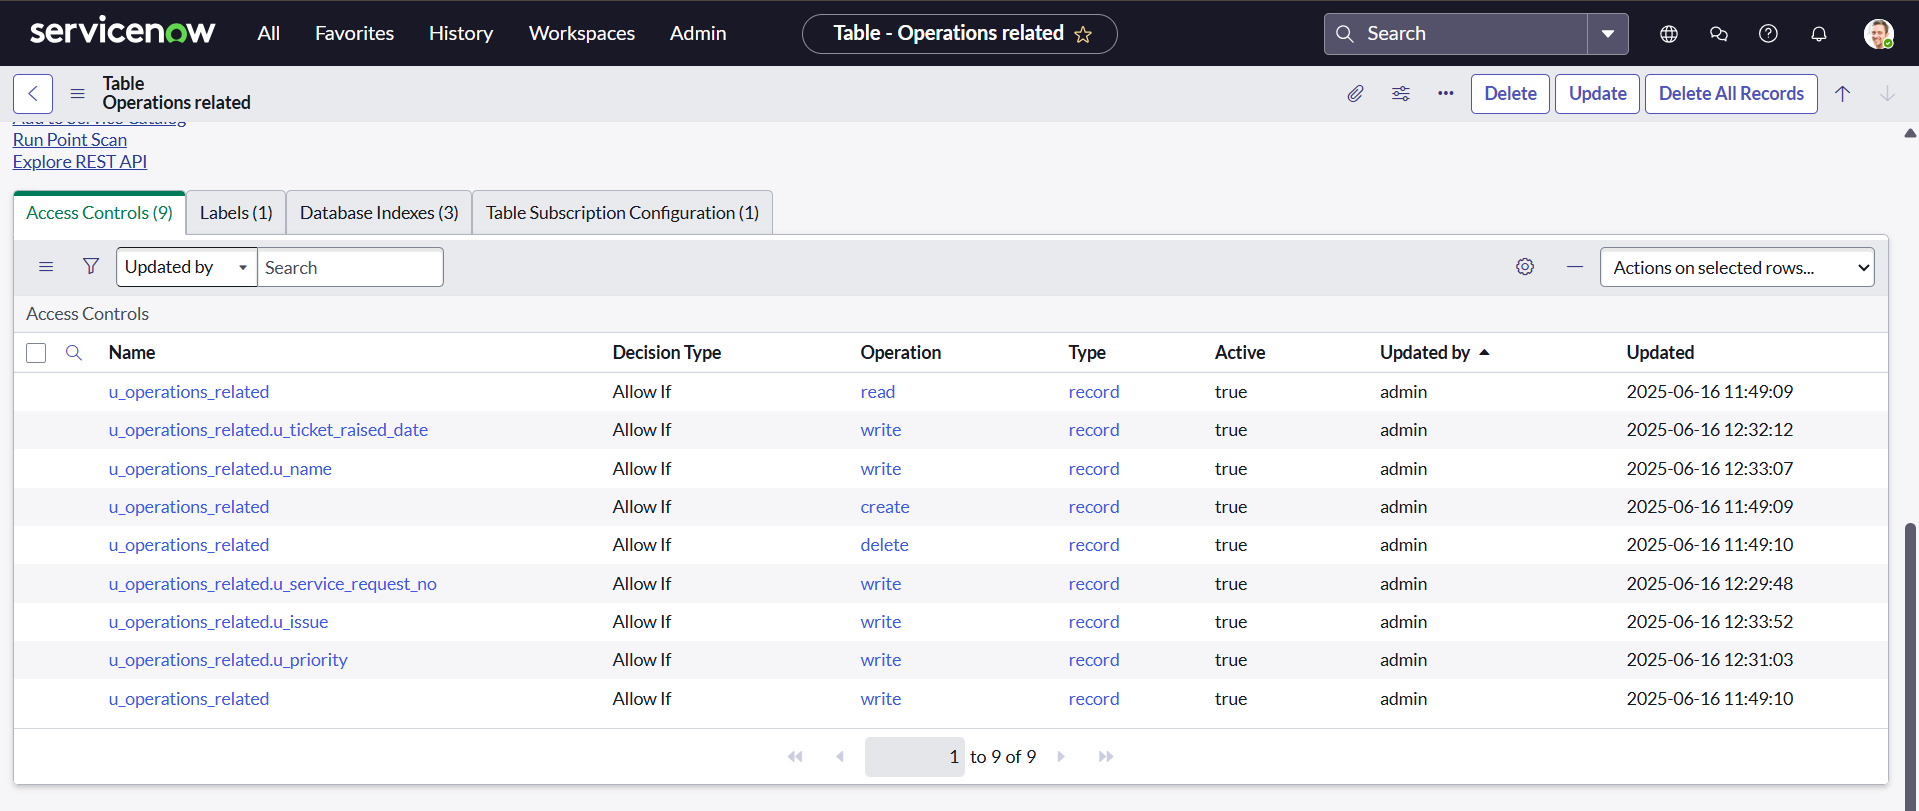 servicenow All Favorites History Workspaces Admin Table - Operations related Search
Table
Operations related
Delete Update Delete All Records
Add to Service Catalog
Run Point Scan
Explore REST API
Access Controls (9) Labels (1) Database Indexes (3) Table Subscription Configuration (1)
Updated by Search Actions on selected rows...
Access Controls
Name Decision Type Operation Type Active Updated by Updated
u_operations_related Allow If read record true admin 2025-06-16 11:49:09
u_operations_related.u_ticket_raised_date Allow If write record true admin 2025-06-16 12:32:12
u_operations_related.u_name Allow If write record true admin 2025-06-16 12:33:07
u_operations_related Allow If create record true admin 2025-06-16 11:49:09
u_operations_related Allow If delete record true admin 2025-06-16 11:49:10
u_operations_related.u_service_request_no Allow If write record true admin 2025-06-16 12:29:48
u_operations_related.u_issue Allow If write record true admin 2025-06-16 12:33:52
u_operations_related.u_priority Allow If write record true admin 2025-06-16 12:31:03
u_operations_related Allow If write record true admin 2025-06-16 11:49:10
1 to 9 of 9